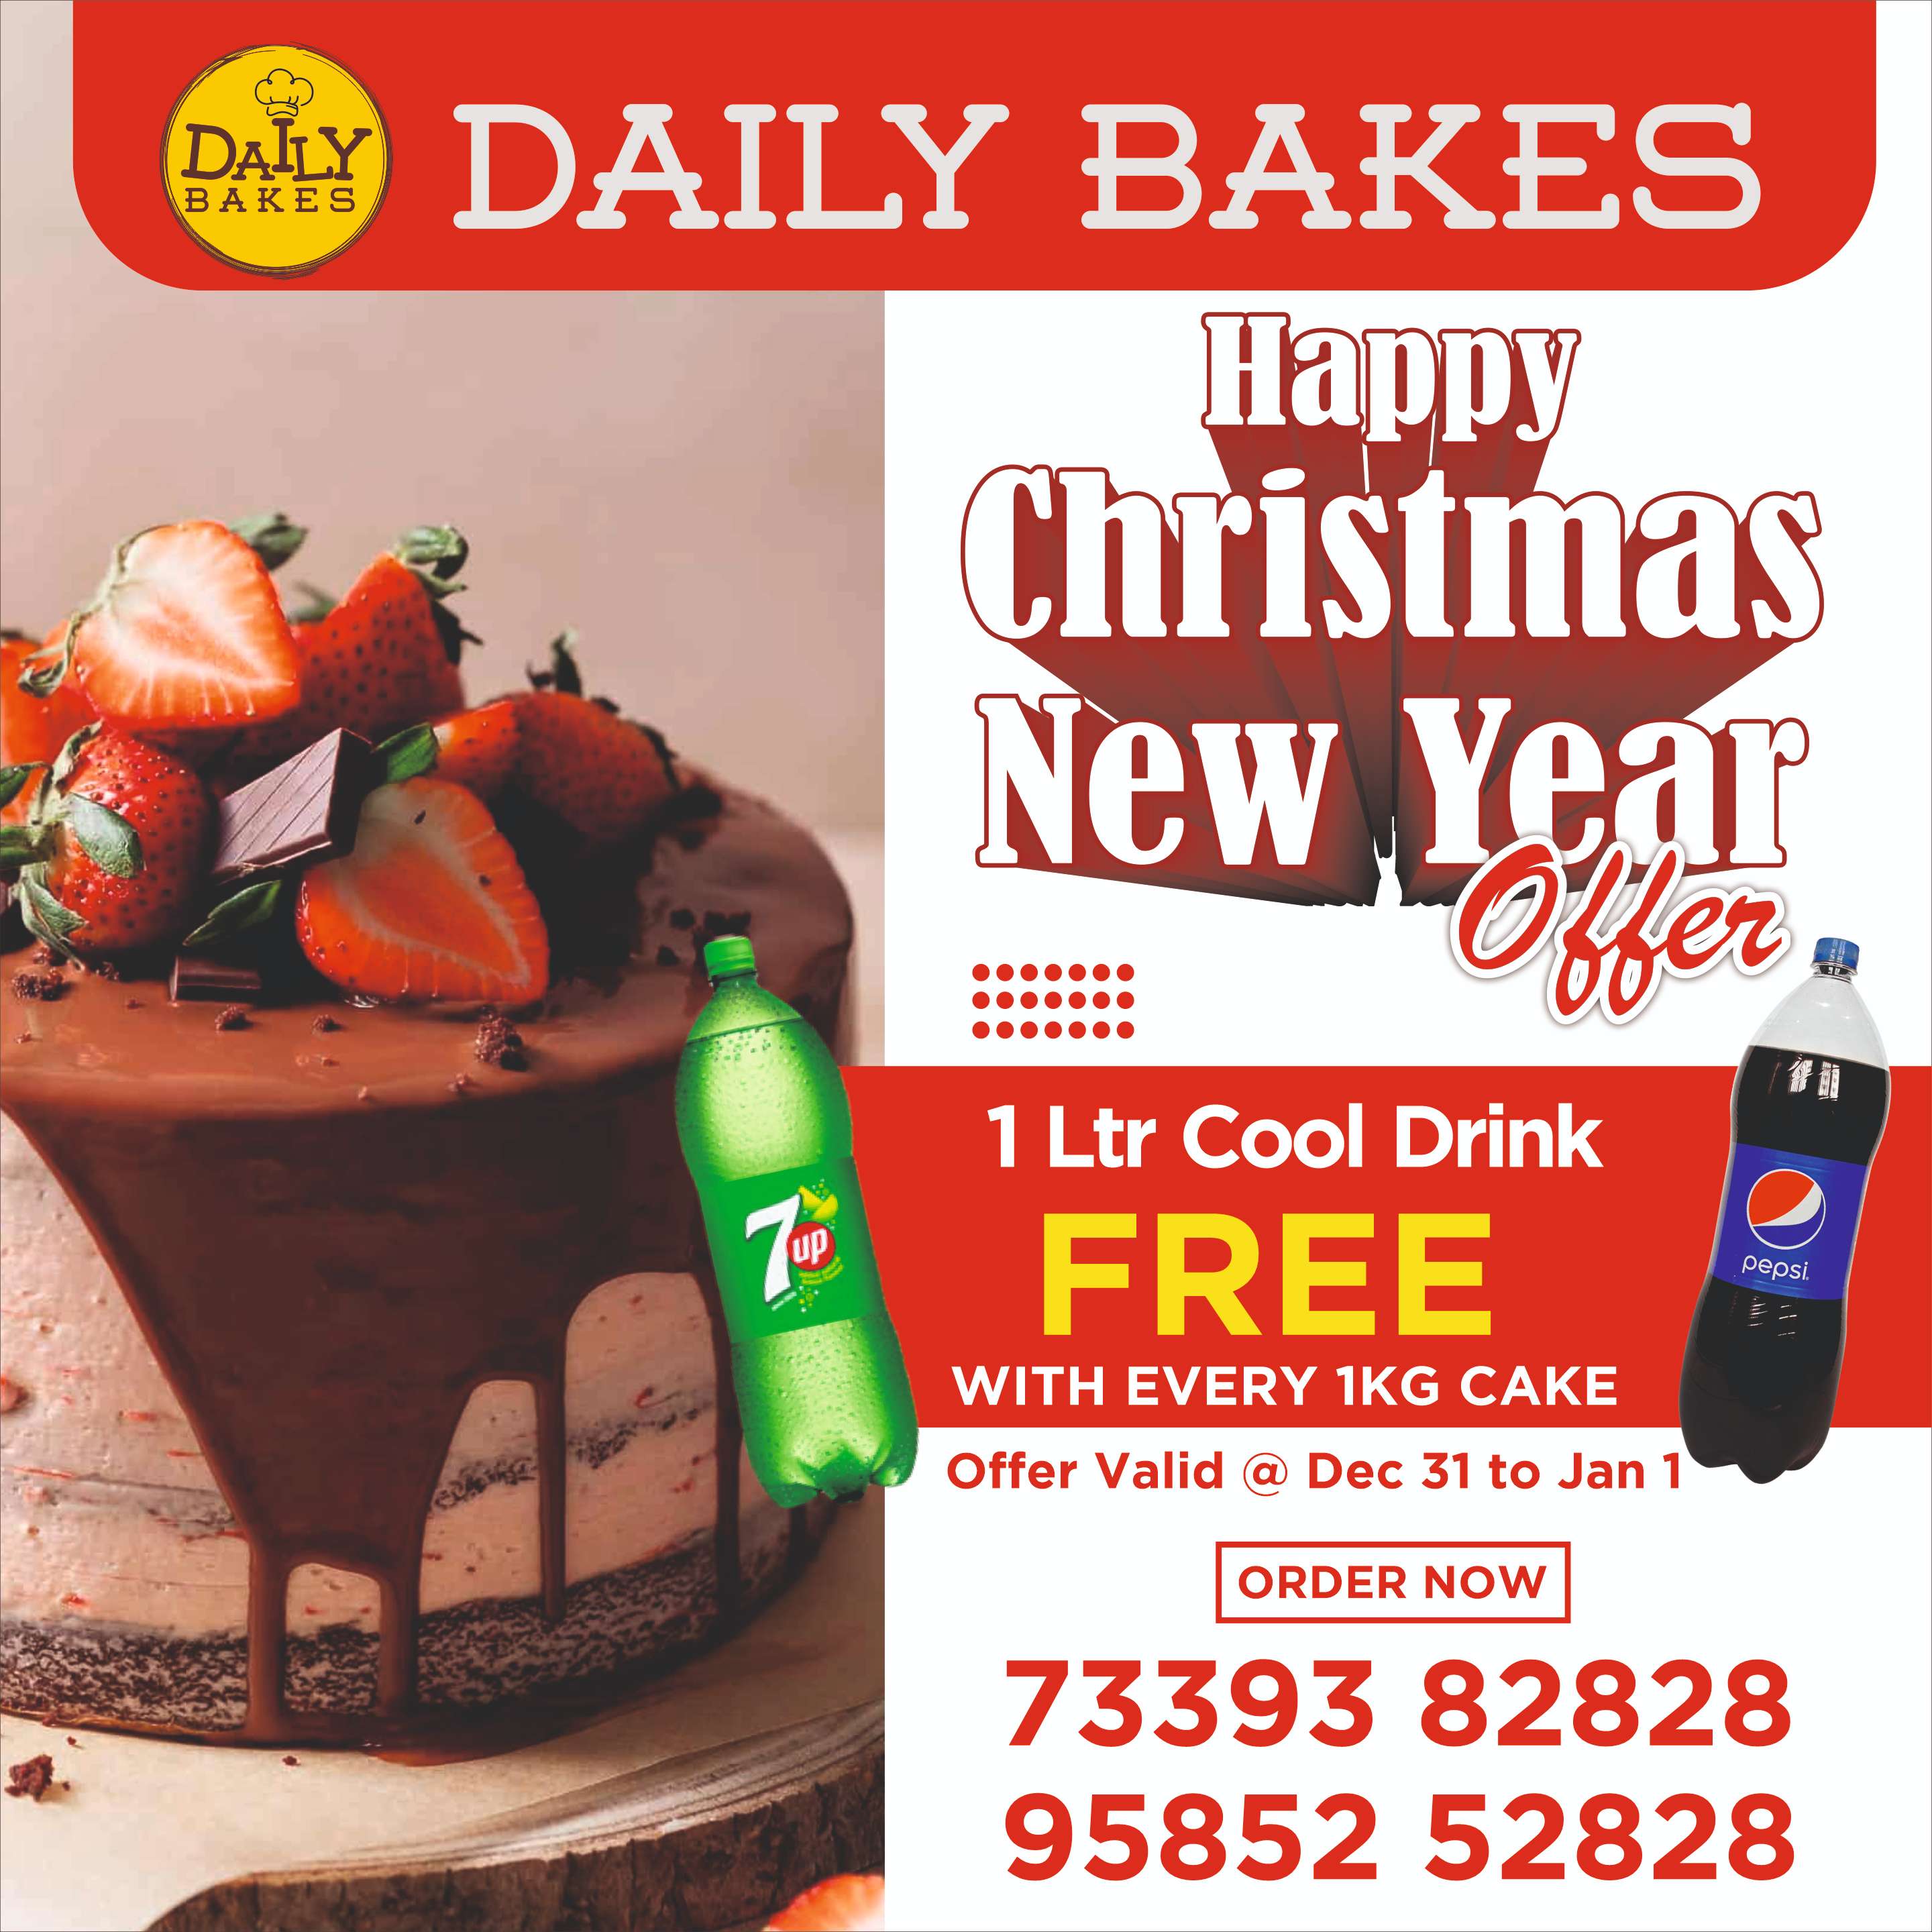 DAILY
BAKES
DAILY BAKES
Happy
Christmas
New Year
Offer
1 Ltr Cool Drink
FREE
WITH EVERY 1KG CAKE
7up
pepsi
Offer Valid @ Dec 31 to Jan 1
ORDER NOW
73393 82828
95852 52828